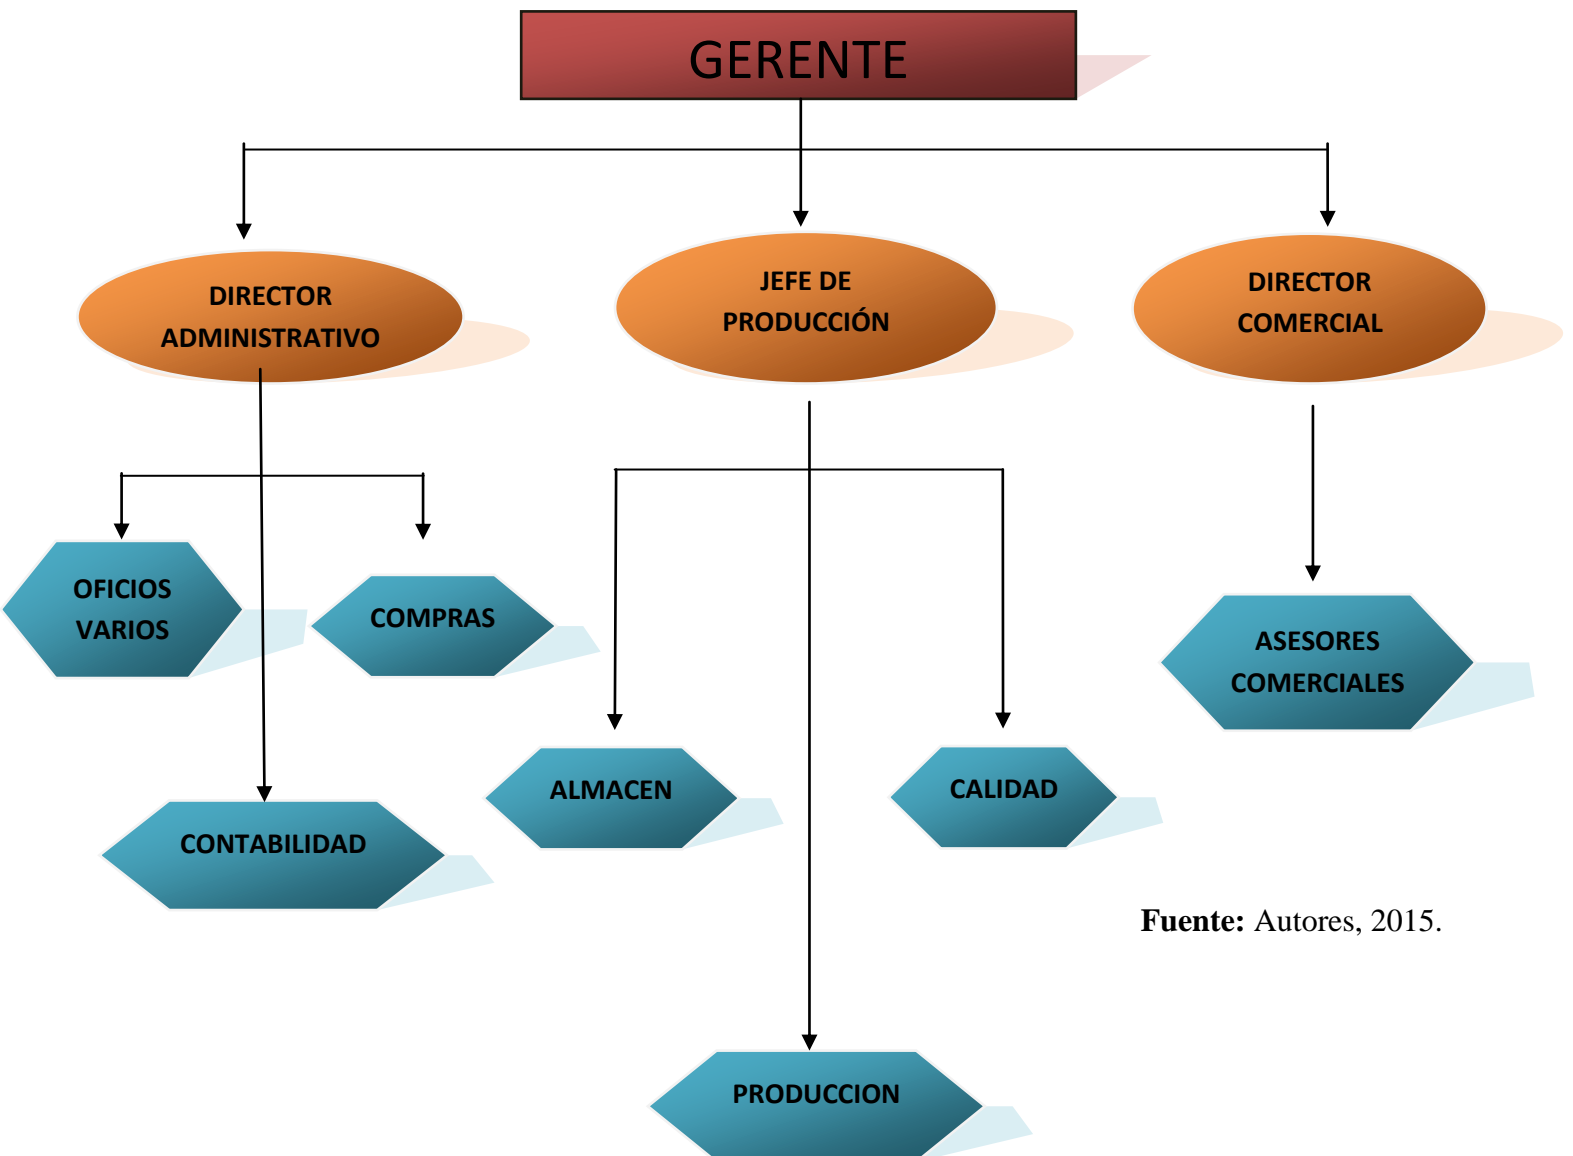 GERENTE
DIRECTOR
ADMINISTRATIVO
JEFE DE
PRODUCCIÓN
DIRECTOR
COMERCIAL
OFICIOS
VARIOS
COMPRAS
ASESORES
COMERCIALES
ALMACEN
CALIDAD
CONTABILIDAD
Fuente: Autores, 2015.
PRODUCCION